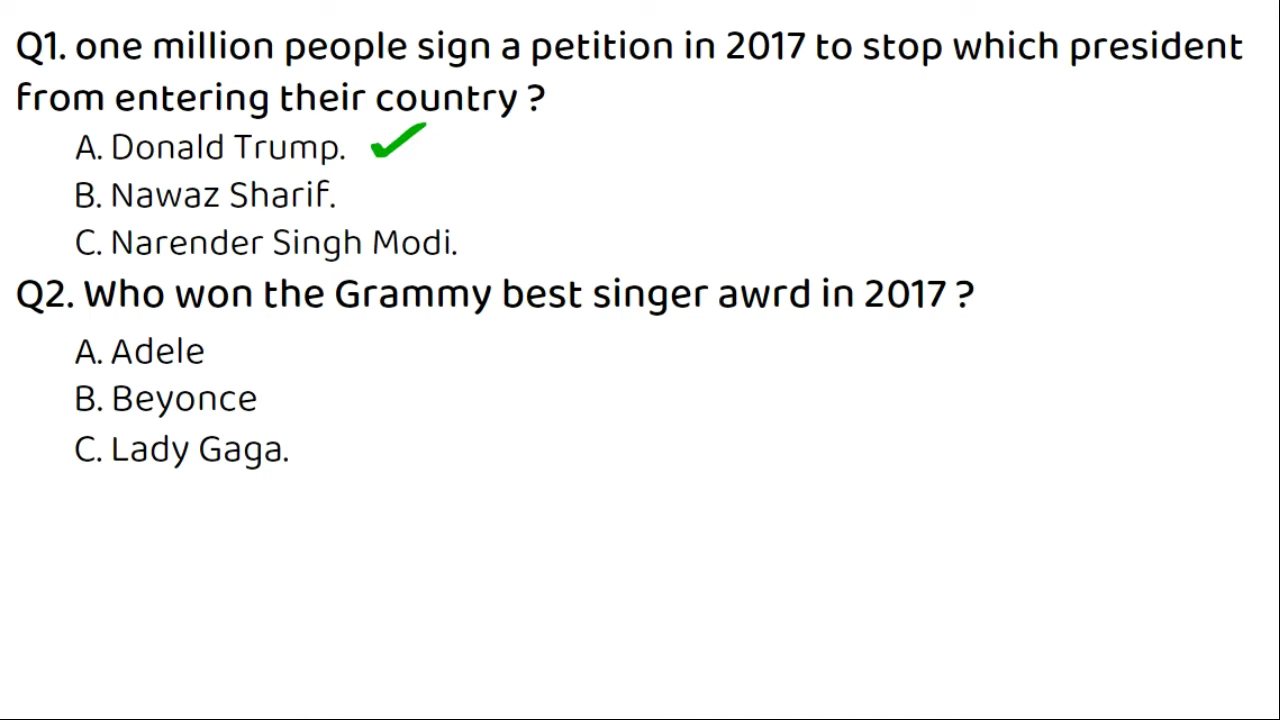 Q1. one million people sign a petition in 2017 to stop which president
from entering their country ?
A. Donald Trump.
B. Nawaz Sharif.
C. Narender Singh Modi.
Q2. Who won the Grammy best singer awrd in 2017 ?
A. Adele
B. Beyonce
C. Lady Gaga.